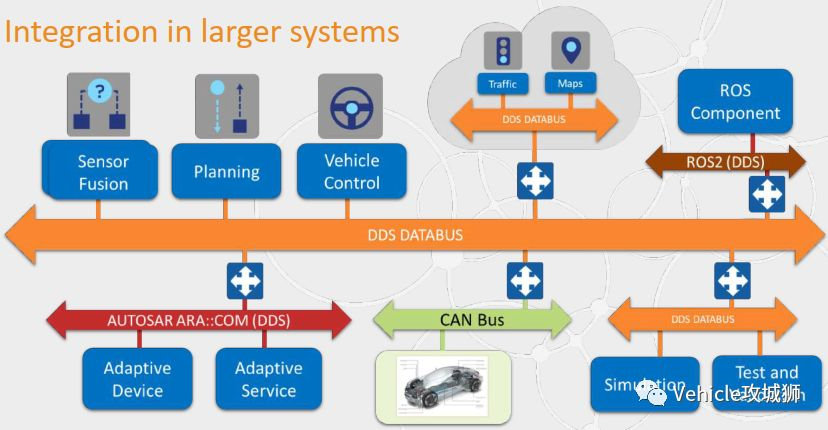 Integration in larger systems
?
Traffic
Maps
DDS DATABUS
ROS
Component
ROS2 (DDS)
Sensor
Fusion
Planning
Vehicle
Control
DDS DATABUS
AUTOSAR ARA::COM (DDS)
CAN Bus
DDS DATABUS
Adaptive
Device
Adaptive
Service
Simulation
Test and
Vehicle攻城狮